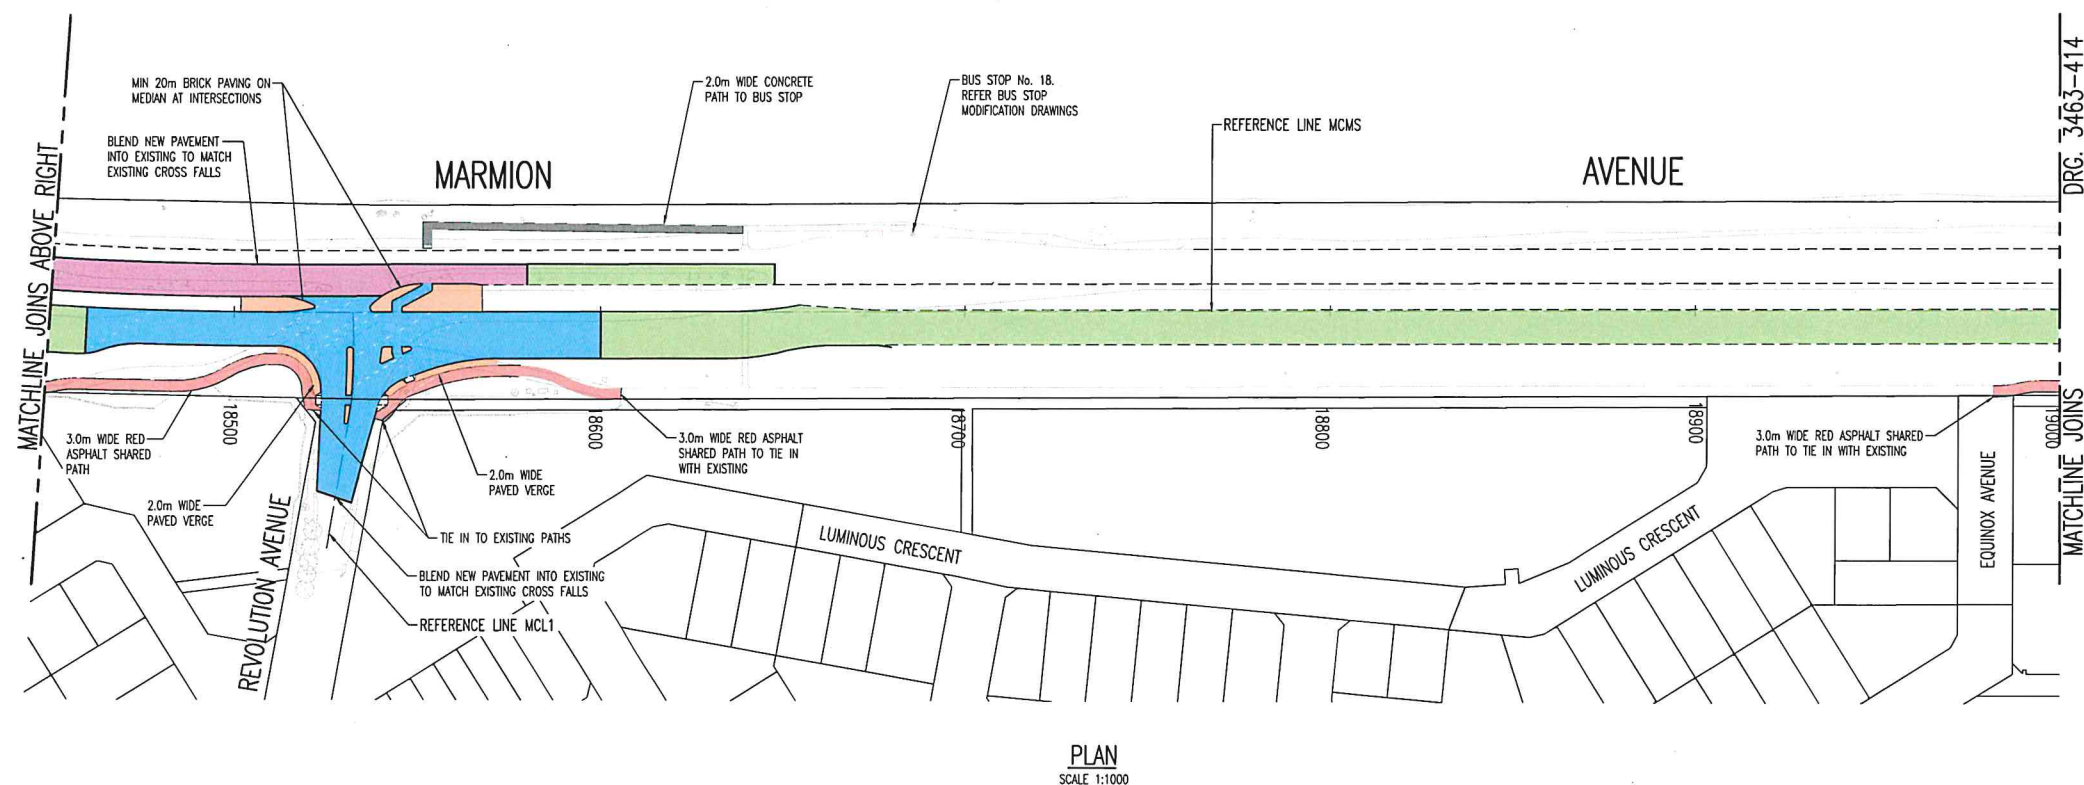 MIN 20m BRICK PAVING ON
MEDIAN AT INTERSECTIONS
2.0m WIDE CONCRETE
PATH TO BUS STOP
BUS STOP No. 18.
REFER BUS STOP
MODIFICATION DRAWINGS
REFERENCE LINE MCMS
BLEND NEW PAVEMENT
INTO EXISTING TO MATCH
EXISTING CROSS FALLS
MARMION
AVENUE
MATCHLINE JOINS ABOVE RIGHT
DRG. 3463-414
MATCHLINE JOINS
18500
18600
18700
18800
18900
19000
3.0m WIDE RED
ASPHALT SHARED
PATH
2.0m WIDE
PAVED VERGE
2.0m WIDE
PAVED VERGE
3.0m WIDE RED ASPHALT
SHARED PATH TO TIE IN
WITH EXISTING
3.0m WIDE RED ASPHALT SHARED
PATH TO TIE IN WITH EXISTING
TIE IN TO EXISTING PATHS
BLEND NEW PAVEMENT INTO EXISTING
TO MATCH EXISTING CROSS FALLS
REFERENCE LINE MCL1
REVOLUTION AVENUE
LUMINOUS CRESCENT
LUMINOUS CRESCENT
EQUINOX AVENUE
PLAN
SCALE 1:1000